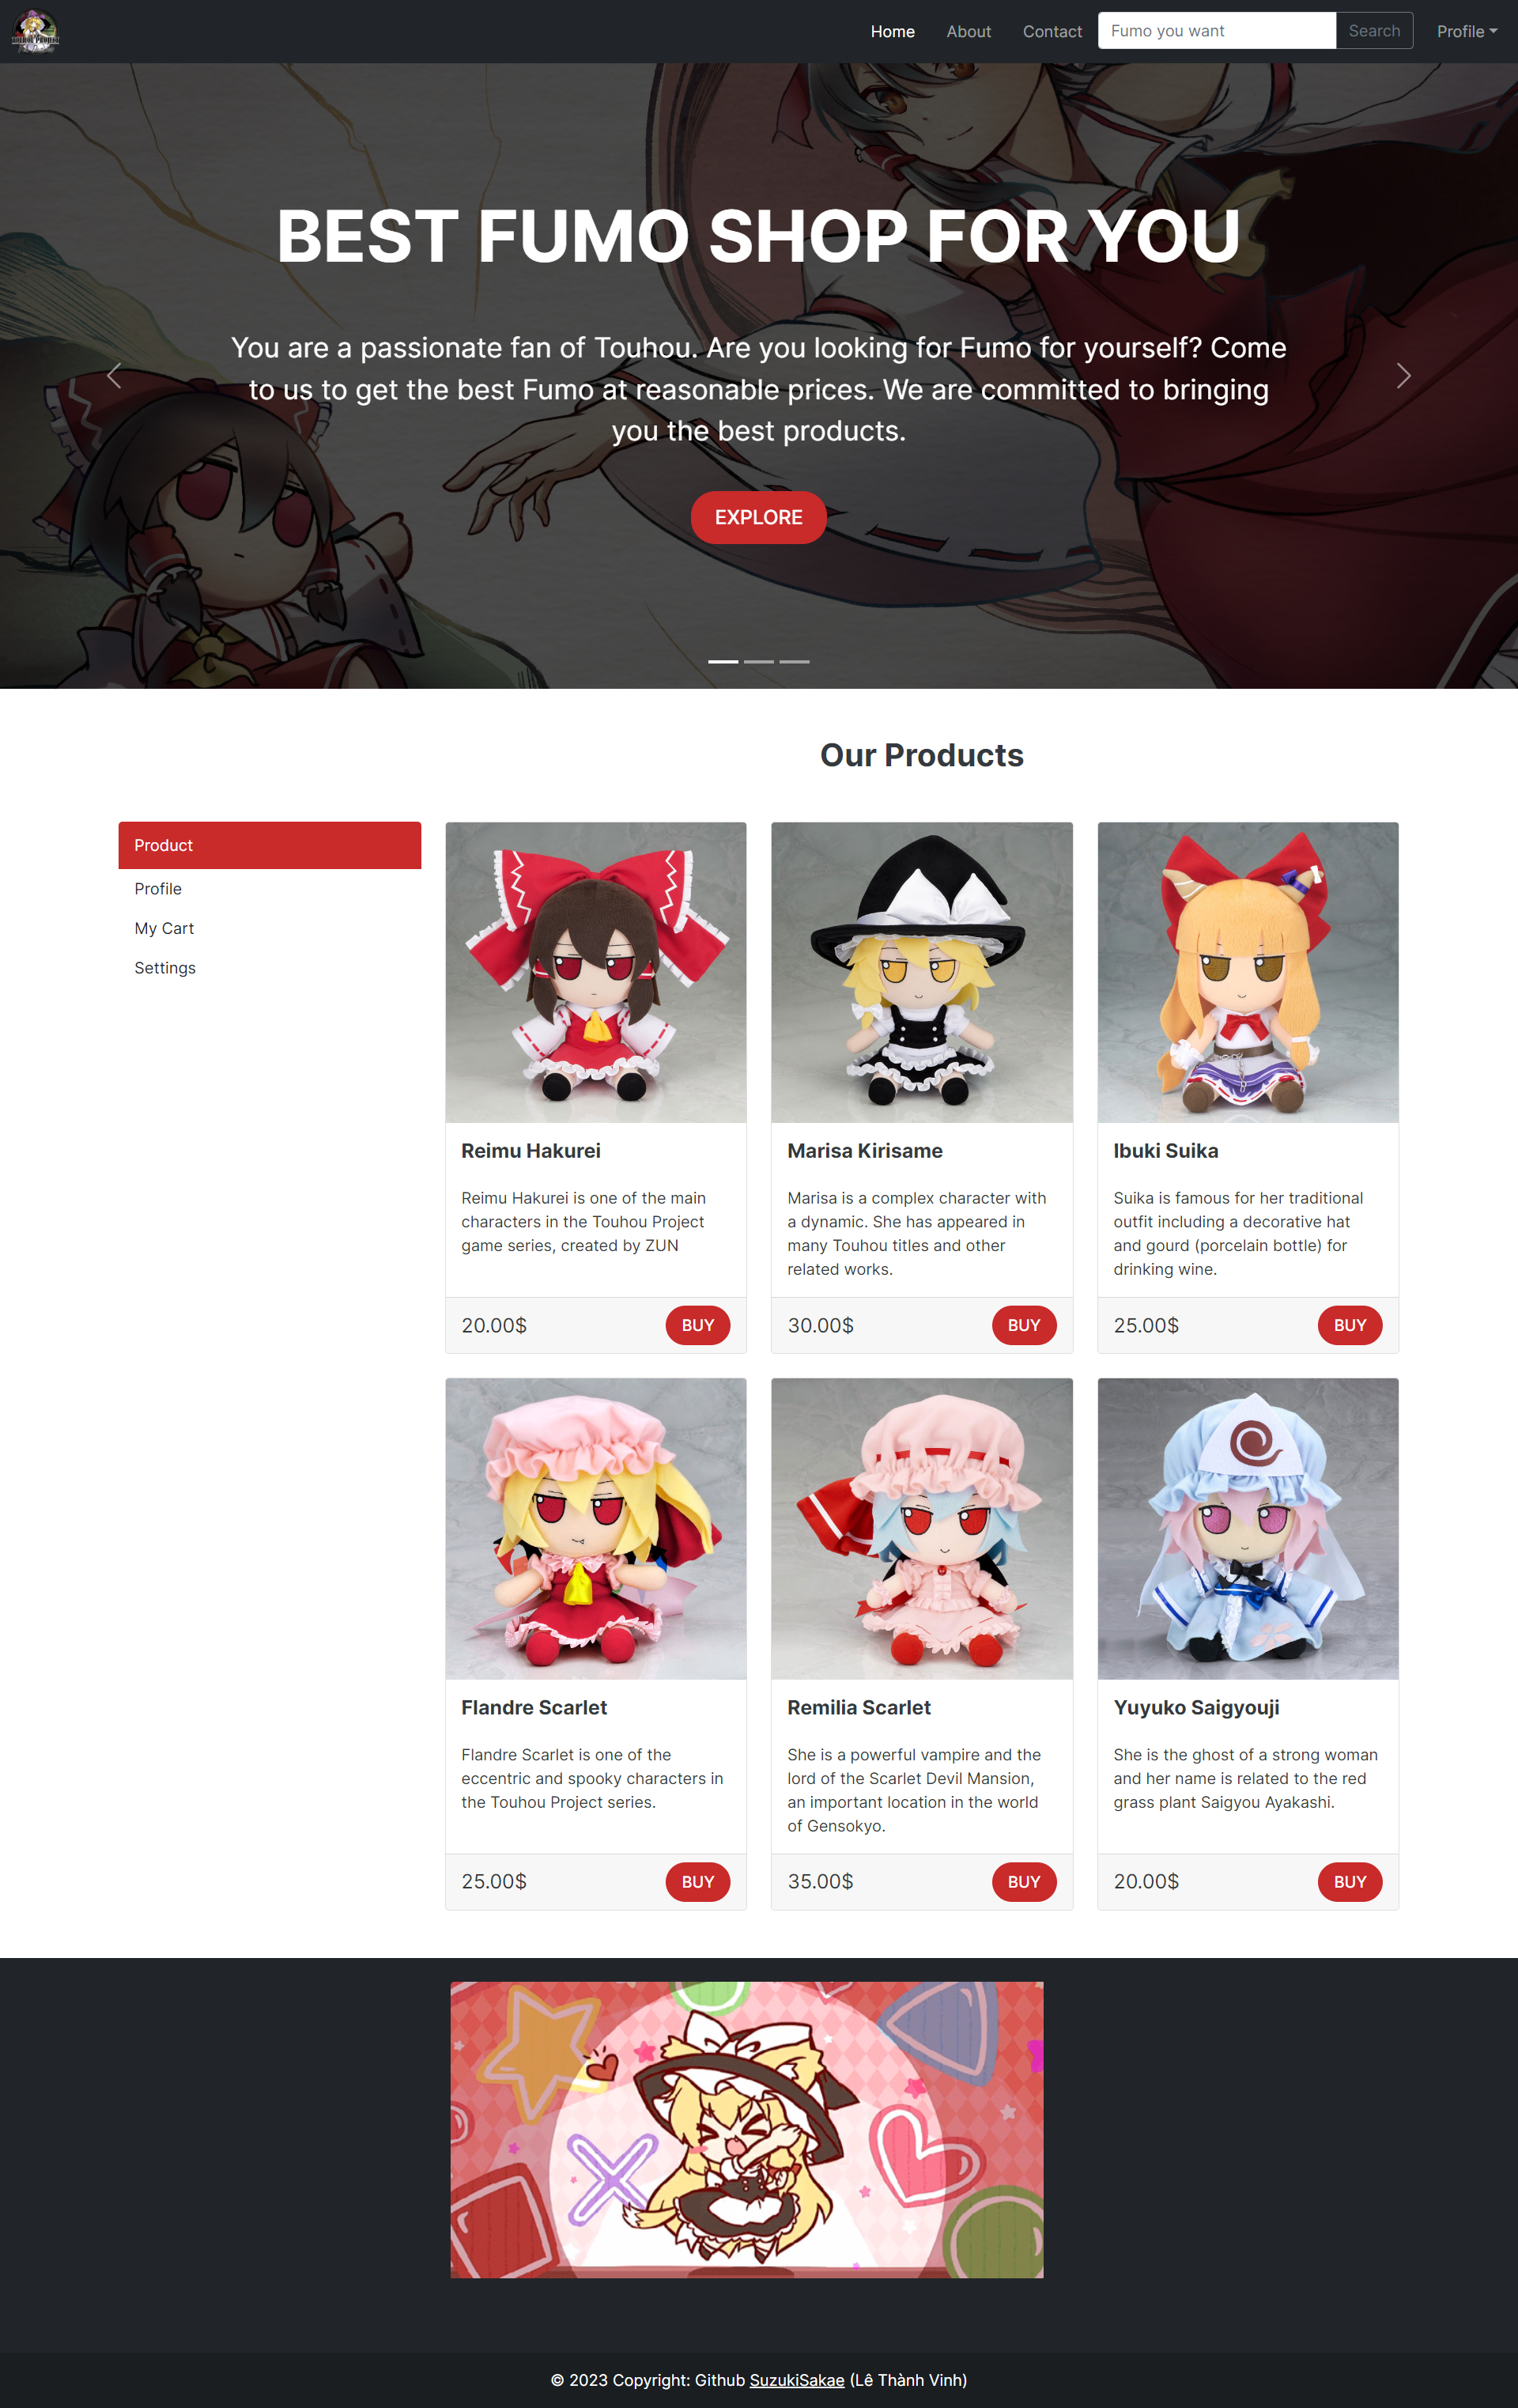 Home About Contact Fumo you want Search Profile
BEST FUMO SHOP FOR YOU
You are a passionate fan of Touhou. Are you looking for Fumo for yourself? Come
to us to get the best Fumo at reasonable prices. We are committed to bringing
you the best products.
EXPLORE
Our Products
Product
Profile
My Cart
Settings
Reimu Hakurei
Reimu Hakurei is one of the main
characters in the Touhou Project
game series, created by ZUN
20.00$ BUY
Marisa Kirisame
Marisa is a complex character with
a dynamic. She has appeared in
many Touhou titles and other
related works.
30.00$ BUY
Ibuki Suika
Suika is famous for her traditional
outfit including a decorative hat
and gourd (porcelain bottle) for
drinking wine.
25.00$ BUY
Flandre Scarlet
Flandre Scarlet is one of the
eccentric and spooky characters in
the Touhou Project series.
25.00$ BUY
Remilia Scarlet
She is a powerful vampire and the
lord of the Scarlet Devil Mansion,
an important location in the world
of Gensokyo.
35.00$ BUY
Yuyuko Saigyouji
She is the ghost of a strong woman
and her name is related to the red
grass plant Saigyou Ayakashi.
20.00$ BUY
© 2023 Copyright: Github SuzukiSakae (Lê Thành Vinh)